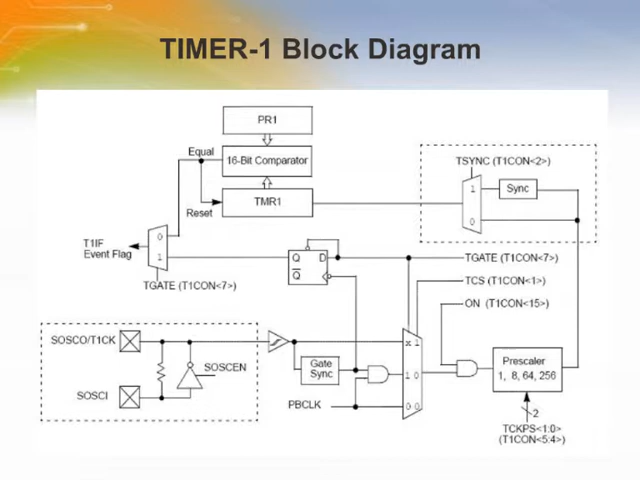 TIMER-1 Block Diagram
PR1
Equal
16-Bit Comparator
TSYNC (T1CON<2>)
1
Sync
TMR1
Reset
0
0
T1IF
Event Flag
1
Q
D
TGATE (T1CON<7>)
Q
TGATE (T1CON<7>)
TCS (T1CON<1>)
ON (T1CON<15>)
SOSCO/T1CK
x 1
SOSCEN
Gate
Sync
1 0
Prescaler
1, 8, 64, 256
SOSCI
PBCLK
0 0
2
TCKPS<1:0>
(T1CON<5:4>)